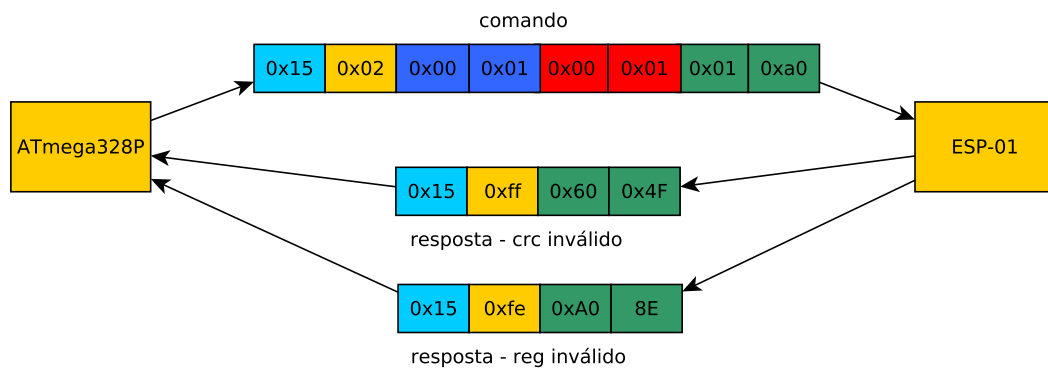 comando
0x15 0x02 0x00 0x01 0x00 0x01 0x01 0xa0
ATmega328P
ESP-01
0x15 0xff 0x60 0x4F
resposta - crc inválido
0x15 0xfe 0xA0 8E
resposta - reg inválido